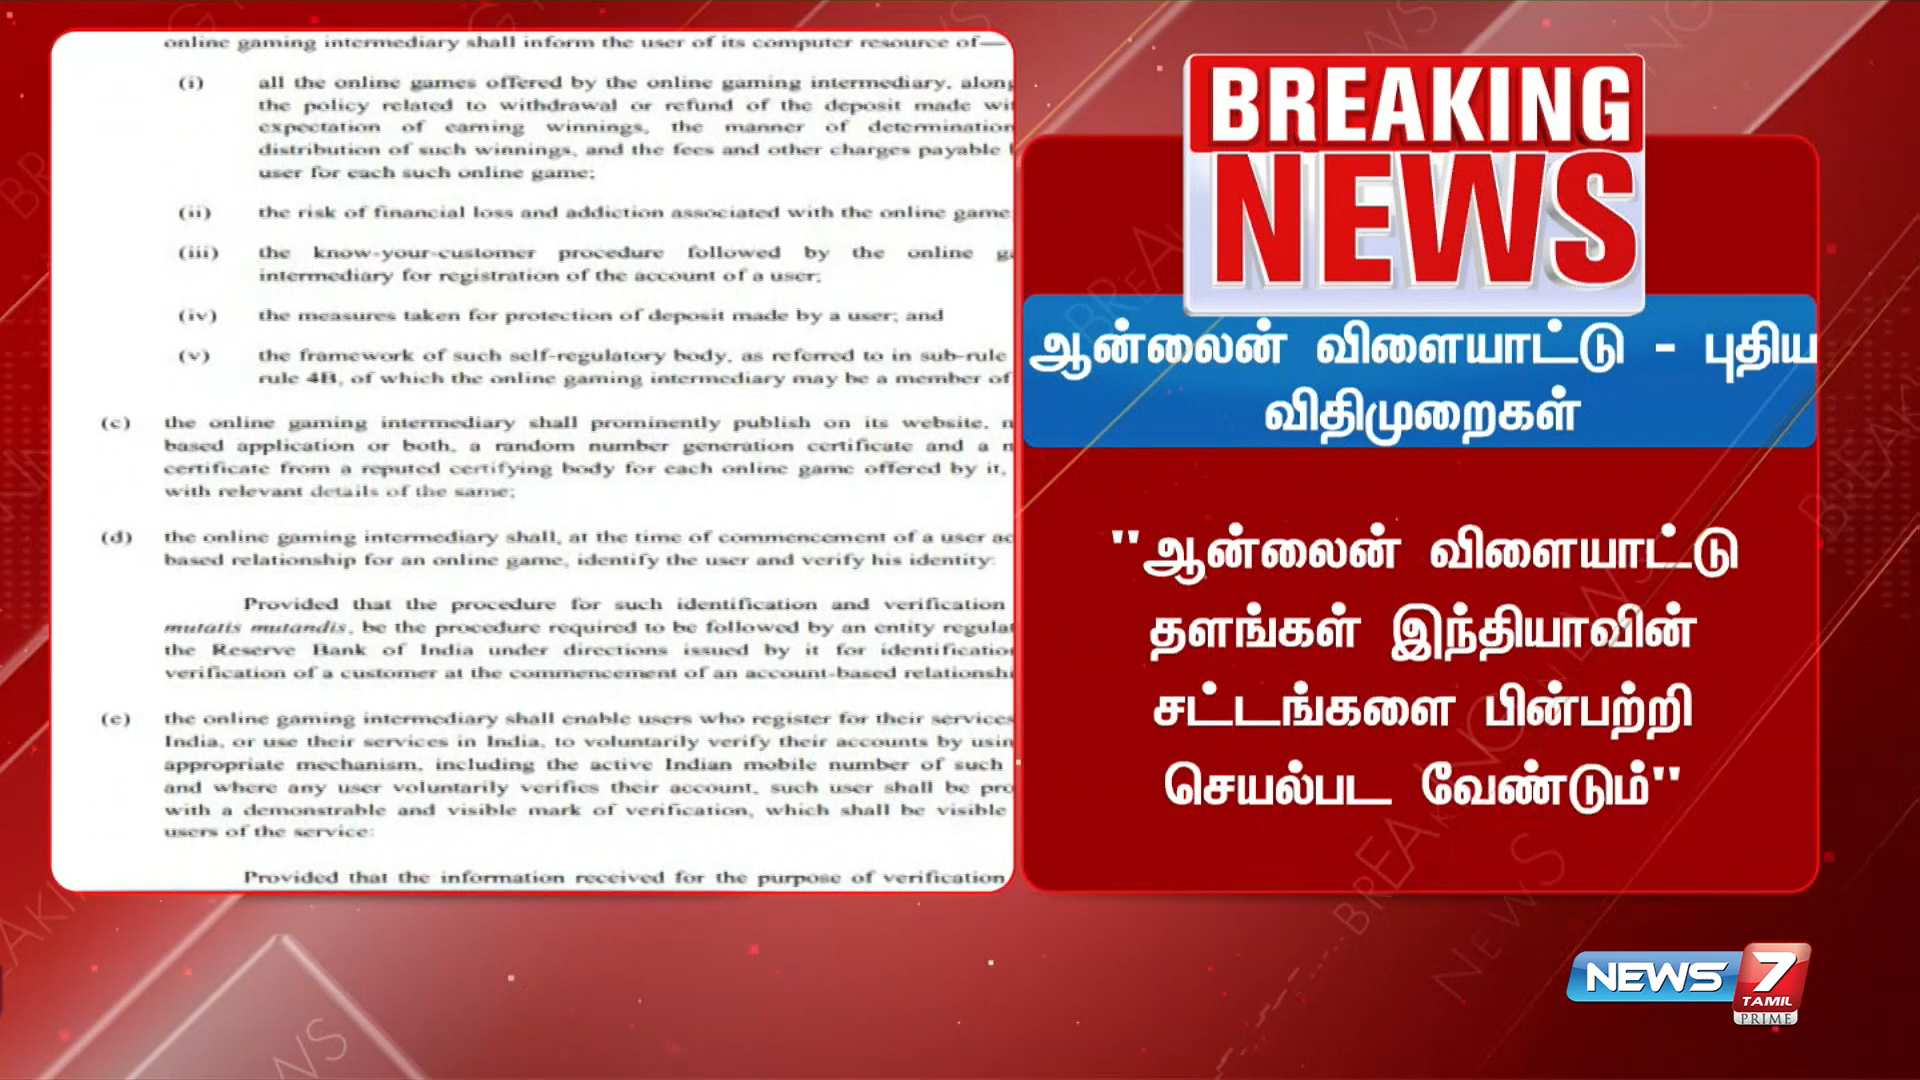 online gaming intermediary shall inform the user of its computer resource of—
(i) all the online games offered by the online gaming intermediary, along
the policy related to withdrawal or refund of the deposit made
expectation of earning winnings, the manner of determination
distribution of such winnings, and the fees and other charges payable
user for each such online game;
(ii) the risk of financial loss and addiction associated with the online game
(iii) the know-your-customer procedure followed by the online
intermediary for registration of the account of a user;
(iv) the measures taken for protection of deposit made by a user; and
(v) the framework of such self-regulatory body, as referred to in sub-rule
rule 4B, of which the online gaming intermediary may be a member of
(c) the online gaming intermediary shall prominently publish on its website,
based application or both, a random number generation certificate and a
certificate from a reputed certifying body for each online game offered by it,
with relevant details of the same;
(d) the online gaming intermediary shall, at the time of commencement of a user
based relationship for an online game, identify the user and verify his identity:
Provided that the procedure for such identification and verification
mutatis mutandis, be the procedure required to be followed by an entity
the Reserve Bank of India under directions issued by it for
verification of a customer at the commencement of an account-based
(e) the online gaming intermediary shall enable users who register for their services
India, or use their services in India, to voluntarily verify their accounts by
appropriate mechanism, including the active Indian mobile number of such
and where any user voluntarily verifies their account, such user shall be
with a demonstrable and visible mark of verification, which shall be visible
users of the service:
Provided that the information received for the purpose of verification
BREAKING
NEWS
ஆன்லைன் விளையாட்டு - புதிய
விதிமுறைகள்
"ஆன்லைன் விளையாட்டு
தளங்கள் இந்தியாவின்
சட்டங்களை பின்பற்றி
செயல்பட வேண்டும்"
NEWS 7
TAMIL
PRIME